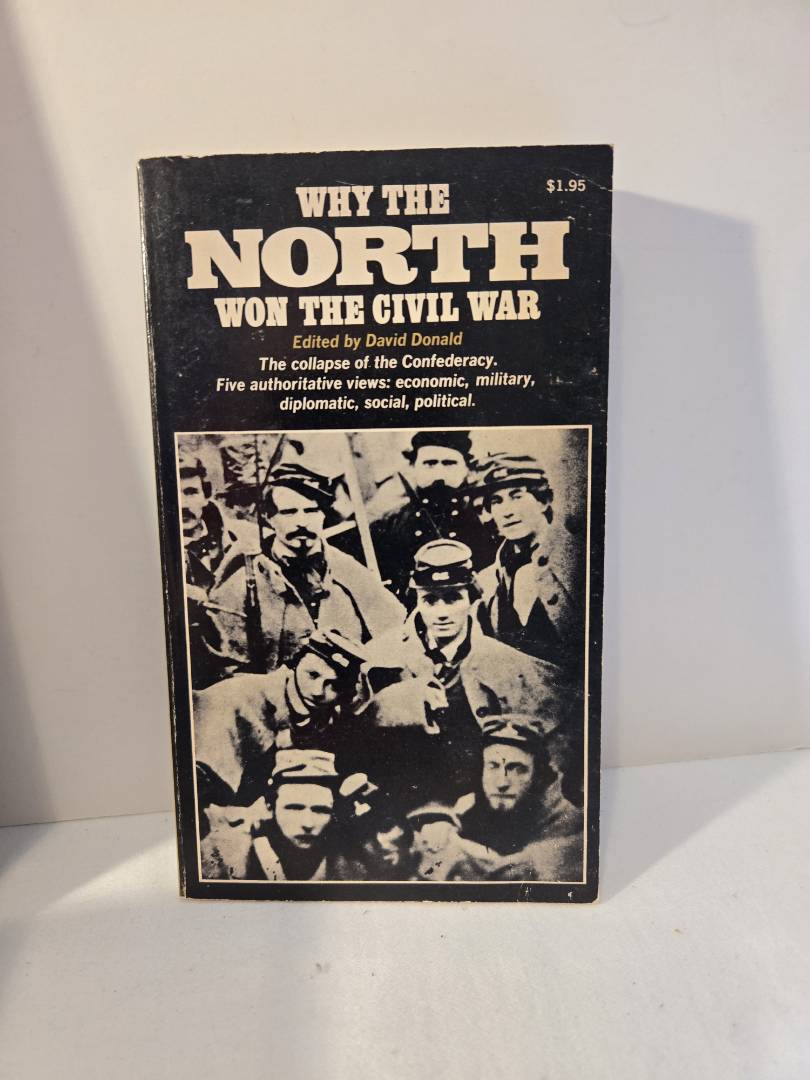 $1.95
WHY THE
NORTH
WON THE CIVIL WAR
Edited by David Donald
The collapse of the Confederacy.
Five authoritative views: economic, military,
diplomatic, social, political.